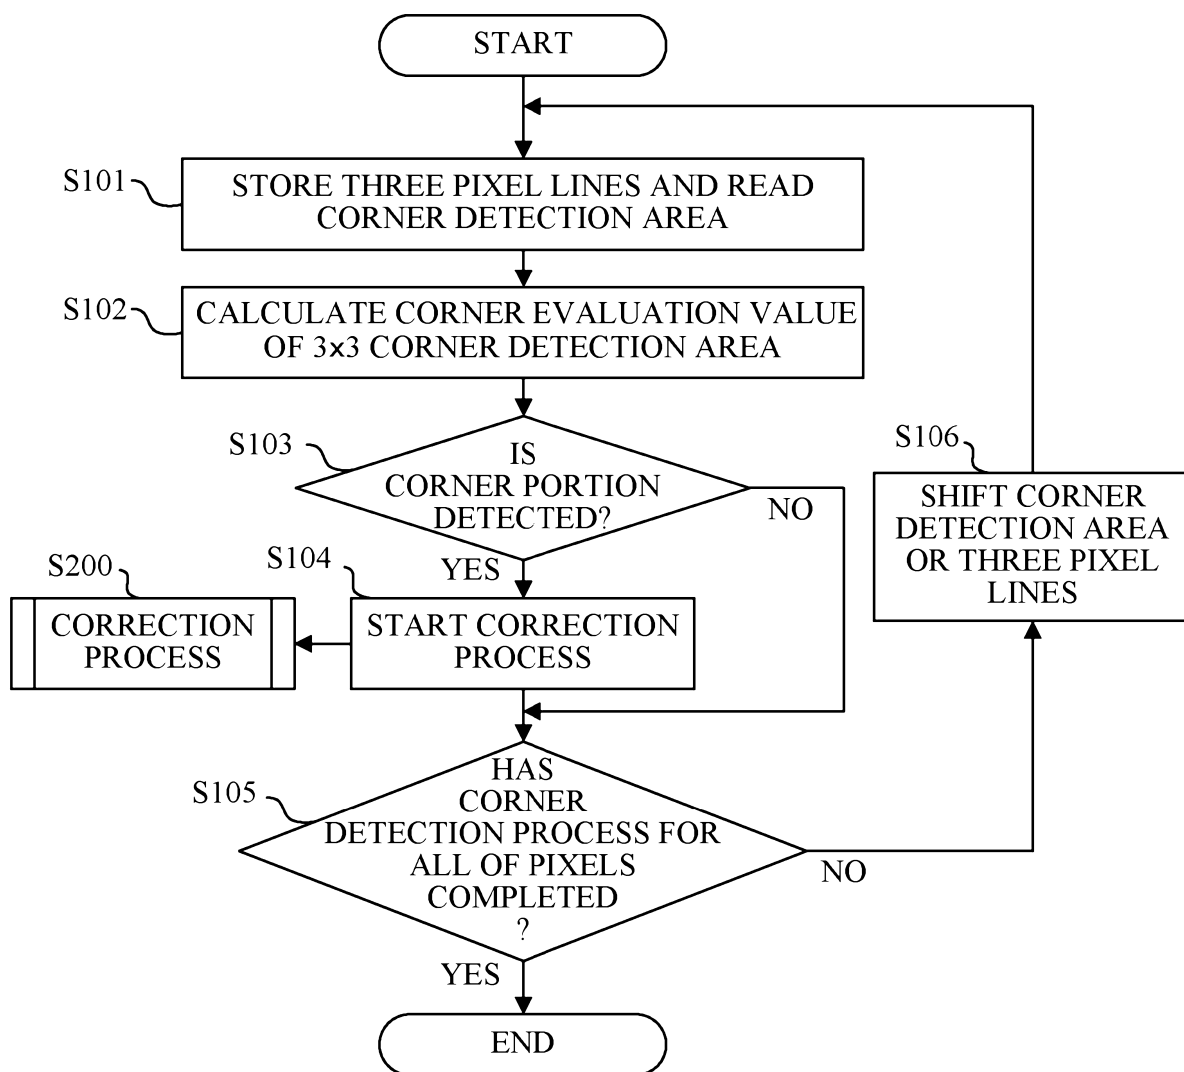 START
S101
STORE THREE PIXEL LINES AND READ
CORNER DETECTION AREA
S102
CALCULATE CORNER EVALUATION VALUE
OF 3x3 CORNER DETECTION AREA
S103
IS
CORNER PORTION
DETECTED?
NO
YES
S106
SHIFT CORNER
DETECTION AREA
OR THREE PIXEL
LINES
S200
CORRECTION
PROCESS
S104
START CORRECTION
PROCESS
S105
HAS
CORNER
DETECTION PROCESS FOR
ALL OF PIXELS
COMPLETED
?
NO
YES
END